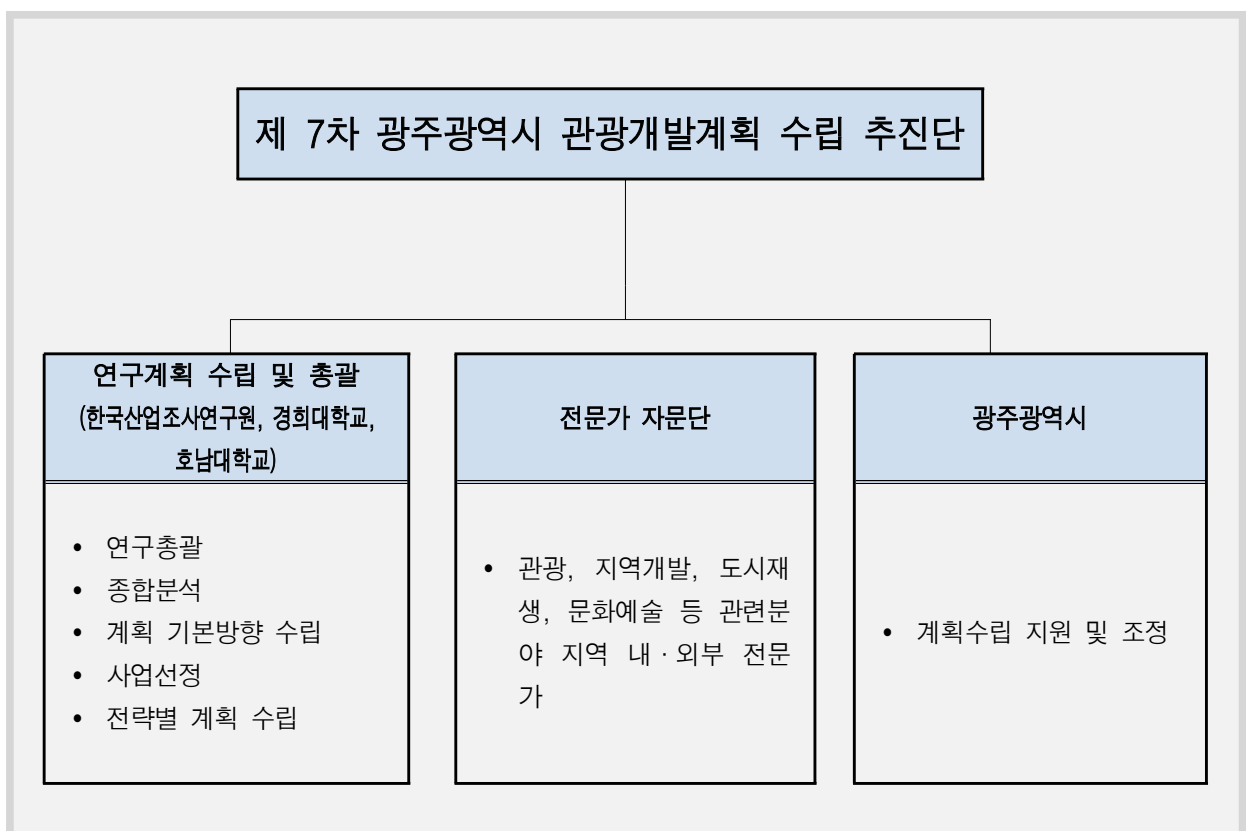 제 7차 광주광역시 관광개발계획 수립 추진단
연구계획 수립 및 총괄
(한국산업조사연구원, 경희대학교,
호남대학교)
• 연구총괄
• 종합분석
• 계획 기본방향 수립
• 사업선정
• 전략별 계획 수립
전문가 자문단
• 관광, 지역개발, 도시재
생, 문화예술 등 관련분
야 지역 내·외부 전문
가
광주광역시
• 계획수립 지원 및 조정